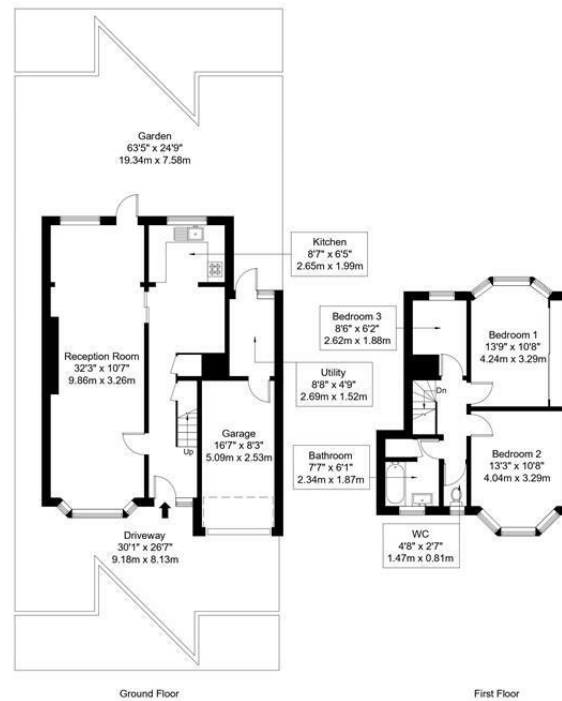 Garden
63'5" x 24'9"
19.34m x 7.58m
Kitchen
8'7" x 6'5"
2.65m x 1.99m
Bedroom 3
8'6" x 6'2"
2.62m x 1.88m
Bedroom 1
13'9" x 10'8"
4.24m x 3.29m
Reception Room
32'3" x 10'7"
9.86m x 3.26m
Utility
8'8" x 4'9"
2.69m x 1.52m
Dn
Garage
16'7" x 8'3"
5.09m x 2.53m
Up
Bathroom
7'7" x 6'1"
2.34m x 1.87m
Bedroom 2
13'3" x 10'8"
4.04m x 3.29m
Driveway
30'1" x 26'7"
9.18m x 8.13m
WC
4'8" x 2'7"
1.47m x 0.81m
Ground Floor
First Floor